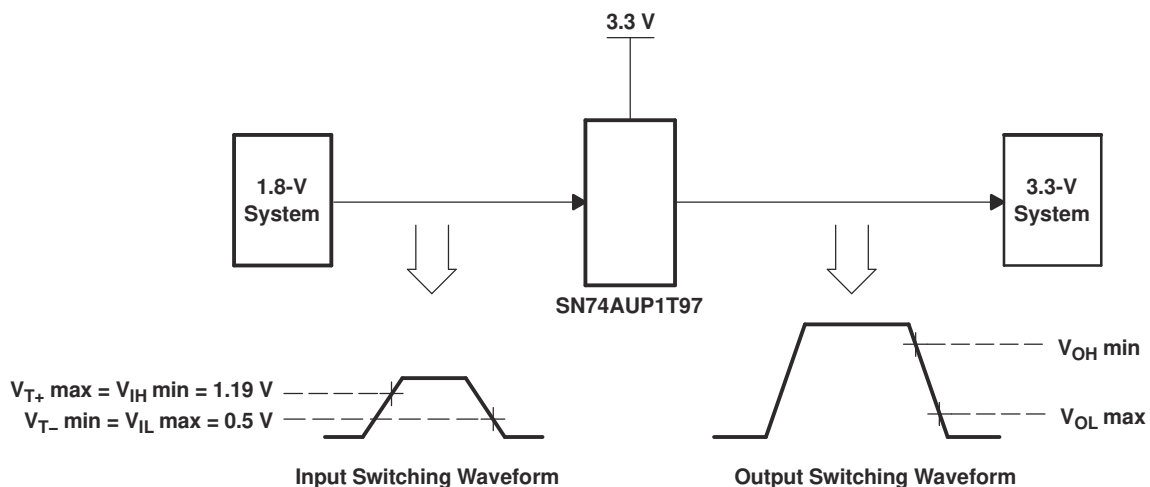 3.3 V
1.8-V
System
3.3-V
System
SN74AUP1T97
VT+ max = VIH min = 1.19 V
VT− min = VIL max = 0.5 V
VOH min
VOL max
Input Switching Waveform
Output Switching Waveform